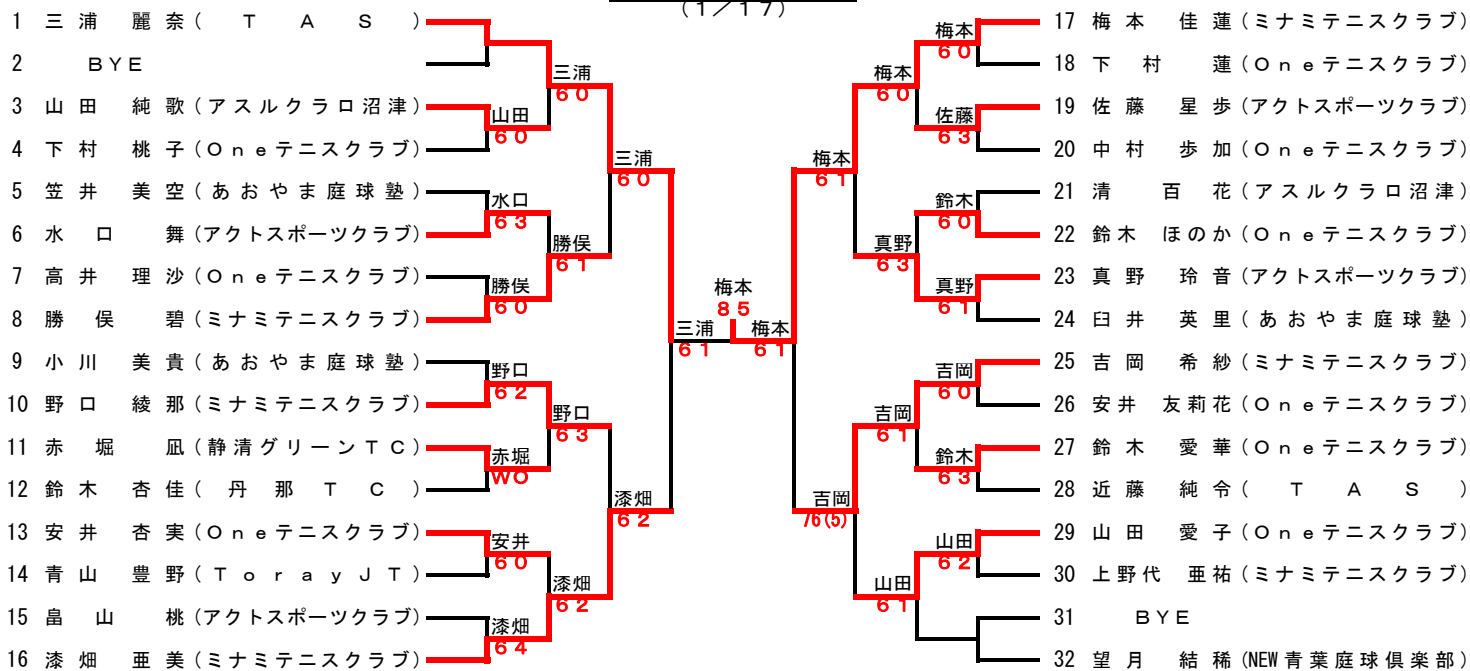 (1/17)
1 三浦 麗奈(TAS)
2 BYE
3 山田 純歌(アスルクラロ沼津)
4 下村 桃子(Oneテニスクラブ)
5 笠井 美空(あおやま庭球塾)
6 水口 舞(アクトスポーツクラブ)
7 高井 理沙(Oneテニスクラブ)
8 勝俣 碧(ミナミテニスクラブ)
9 小川 美貴(あおやま庭球塾)
10 野口 綾那(ミナミテニスクラブ)
11 赤堀 凪(静清グリーンTC)
12 鈴木 杏佳(丹那TC)
13 安井 杏実(Oneテニスクラブ)
14 青山 豊野(TorayJT)
15 畠山 桃(アクトスポーツクラブ)
16 漆畑 亜美(ミナミテニスクラブ)
山田
60
水口
63
勝俣
60
野口
62
赤堀
WO
安井
60
漆畑
64
三浦
60
勝俣
61
野口
63
漆畑
62
三浦
60
漆畑
62
三浦
61
梅本
85
梅本
61
梅本
61
吉岡
76(5)
梅本
60
真野
63
吉岡
61
山田
61
梅本
60
佐藤
63
鈴木
60
真野
61
吉岡
60
鈴木
63
山田
62
17 梅本 佳蓮(ミナミテニスクラブ)
18 下村 蓮(Oneテニスクラブ)
19 佐藤 星歩(アクトスポーツクラブ)
20 中村 歩加(Oneテニスクラブ)
21 清 百花(アスルクラロ沼津)
22 鈴木 ほのか(Oneテニスクラブ)
23 真野 玲音(アクトスポーツクラブ)
24 臼井 英里(あおやま庭球塾)
25 吉岡 希紗(ミナミテニスクラブ)
26 安井 友莉花(Oneテニスクラブ)
27 鈴木 愛華(Oneテニスクラブ)
28 近藤 純令(TAS)
29 山田 愛子(Oneテニスクラブ)
30 上野代 亜祐(ミナミテニスクラブ)
31 BYE
32 望月 結稀(NEW青葉庭球倶楽部)